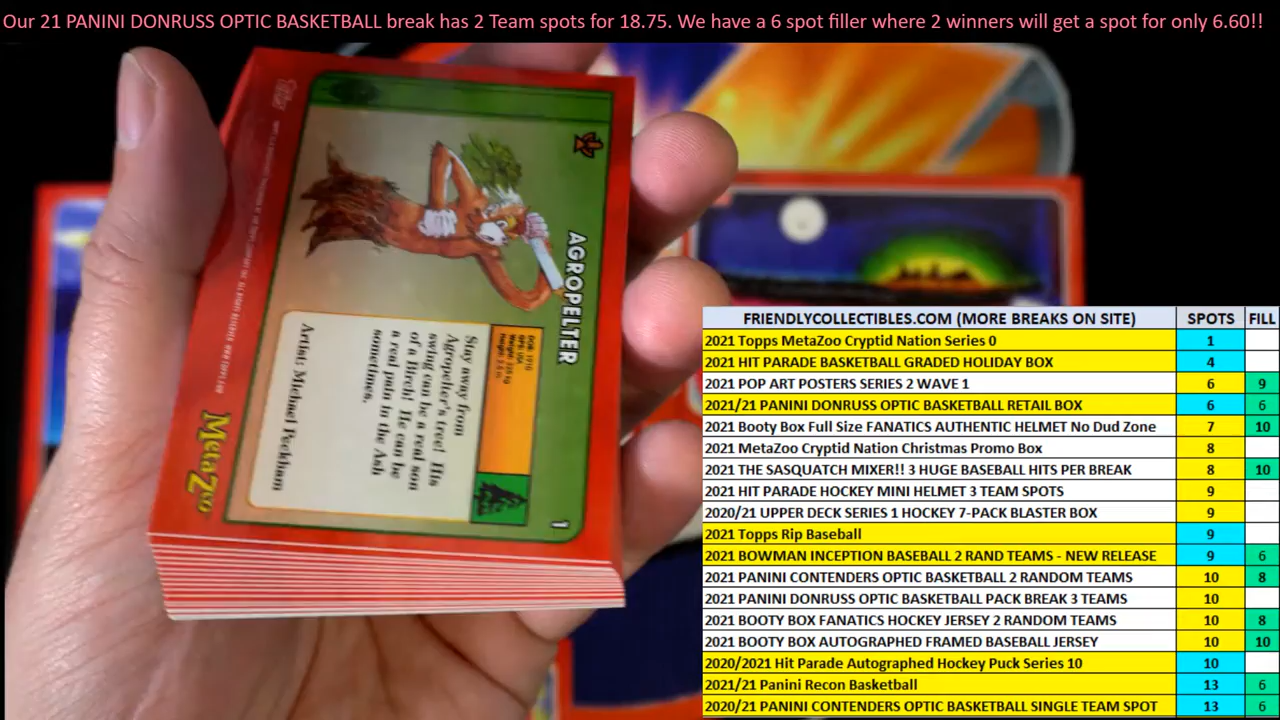 Our 21 PANINI DONRUSS OPTIC BASKETBALL break has 2 Team spots for 18.75. We have a 6 spot filler where 2 winners will get a spot for only 6.60!!
AGROPELTER
DOB: 1910
Stay away from
Agropelter's tree! His
swing can be a real son
of a Birch! He can be
a real pain in the Ash
sometimes.
Artist: Michael Peckham
1
MetaZoo
FRIENDLYCOLLECTIBLES.COM (MORE BREAKS ON SITE) SPOTS FILL
2021 Topps MetaZoo Cryptid Nation Series 0 1
2021 HIT PARADE BASKETBALL GRADED HOLIDAY BOX 4
2021 POP ART POSTERS SERIES 2 WAVE 1 6 9
2021/21 PANINI DONRUSS OPTIC BASKETBALL RETAIL BOX 6 6
2021 Booty Box Full Size FANATICS AUTHENTIC HELMET No Dud Zone 7 10
2021 MetaZoo Cryptid Nation Christmas Promo Box 8
2021 THE SASQUATCH MIXER!! 3 HUGE BASEBALL HITS PER BREAK 8 10
2021 HIT PARADE HOCKEY MINI HELMET 3 TEAM SPOTS 9
2020/21 UPPER DECK SERIES 1 HOCKEY 7-PACK BLASTER BOX 9
2021 Topps Rip Baseball 9
2021 BOWMAN INCEPTION BASEBALL 2 RAND TEAMS - NEW RELEASE 9 6
2021 PANINI CONTENDERS OPTIC BASKETBALL 2 RANDOM TEAMS 10 8
2021 PANINI DONRUSS OPTIC BASKETBALL PACK BREAK 3 TEAMS 10
2021 BOOTY BOX FANATICS HOCKEY JERSEY 2 RANDOM TEAMS 10 8
2021 BOOTY BOX AUTOGRAPHED FRAMED BASEBALL JERSEY 10 10
2020/2021 Hit Parade Autographed Hockey Puck Series 10 10
2021/21 Panini Recon Basketball 13 6
2020/21 PANINI CONTENDERS OPTIC BASKETBALL SINGLE TEAM SPOT 13 6